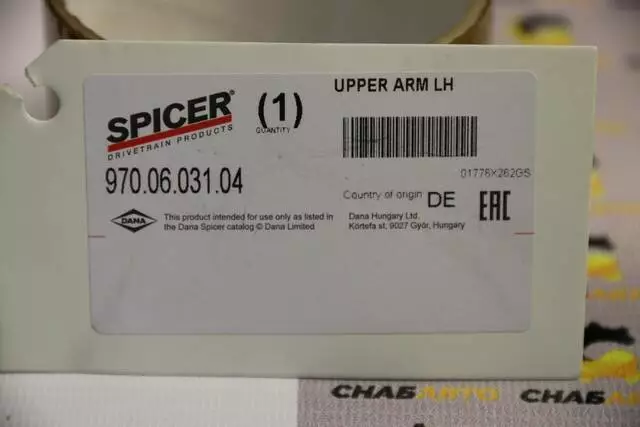 UPPER ARM LH
SPICER®
DRIVETRAIN PRODUCTS
(1)
QUANTITY
970.06.031.04
01776X262GS
Country of origin DE
EAC
DANA
This product intended for use only as listed in
the Dana Spicer catalog © Dana Limited
Dana Hungary Ltd.
Körtefa st, 9027 Győr, Hungary
СНАБАВТО